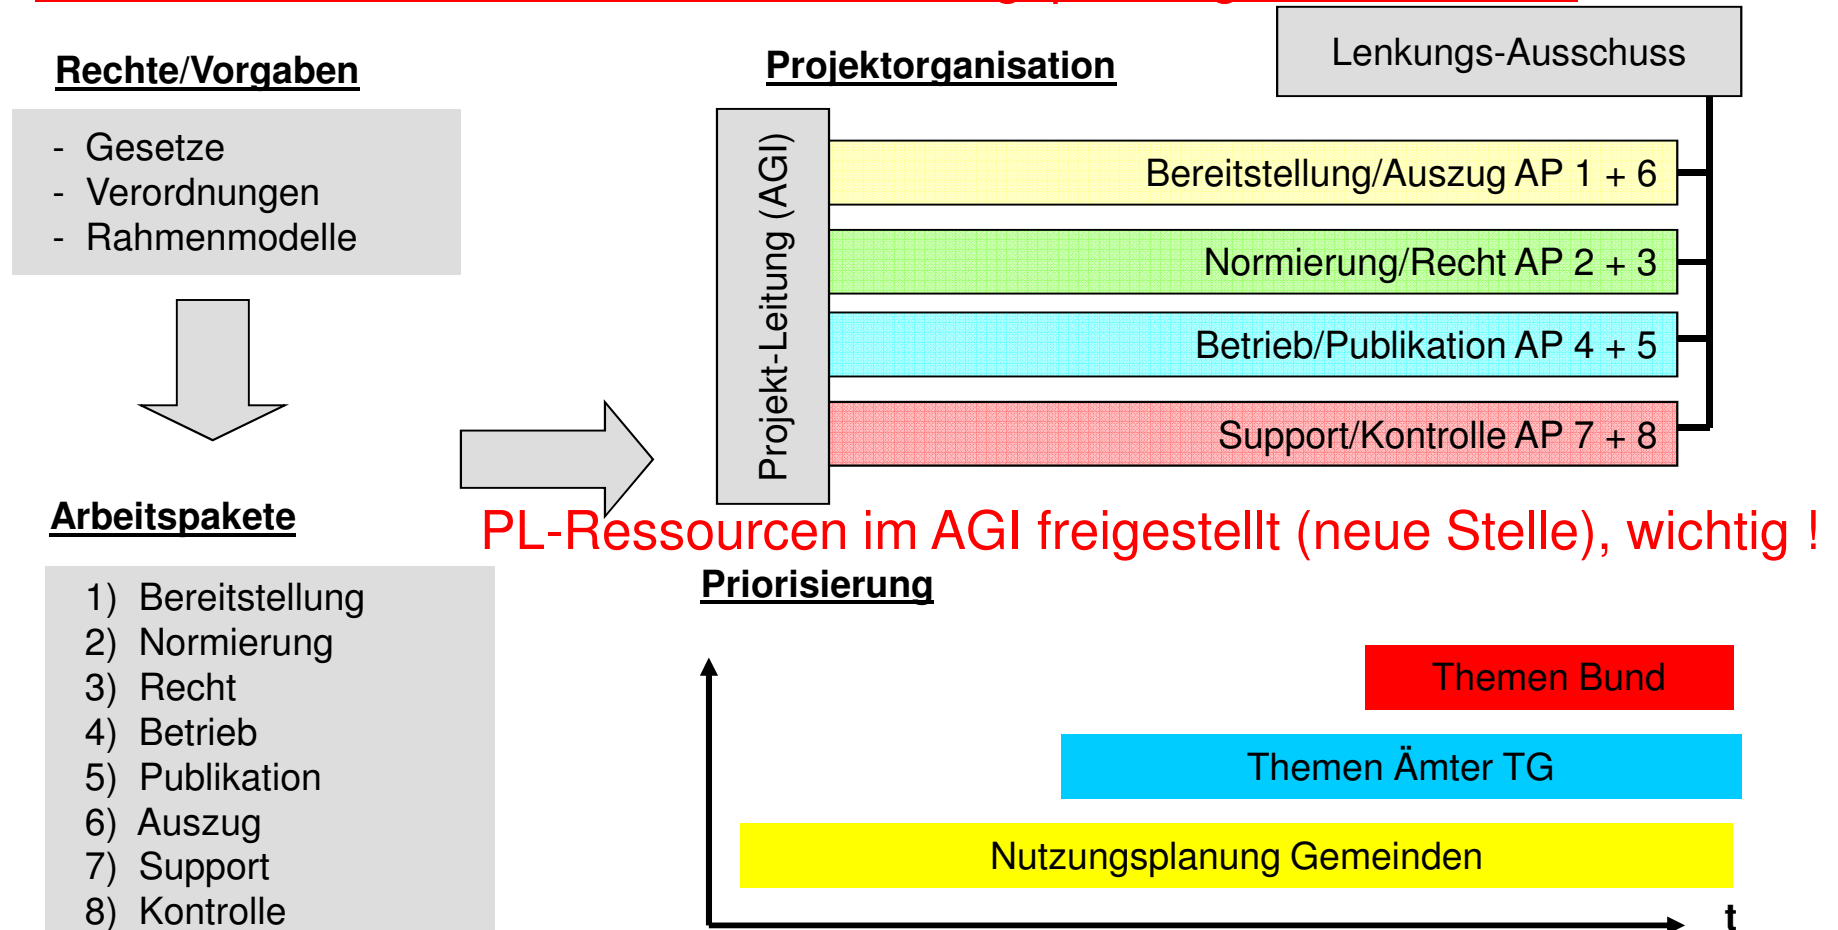 Rechte/Vorgaben
- Gesetze
- Verordnungen
- Rahmenmodelle
Arbeitspakete
1) Bereitstellung
2) Normierung
3) Recht
4) Betrieb
5) Publikation
6) Auszug
7) Support
8) Kontrolle
Projektorganisation
Lenkungs-Ausschuss
Projekt-Leitung (AGI)
Bereitstellung/Auszug AP 1 + 6
Normierung/Recht AP 2 + 3
Betrieb/Publikation AP 4 + 5
Support/Kontrolle AP 7 + 8
PL-Ressourcen im AGI freigestellt (neue Stelle), wichtig !
Priorisierung
Themen Bund
Themen Ämter TG
Nutzungsplanung Gemeinden
t